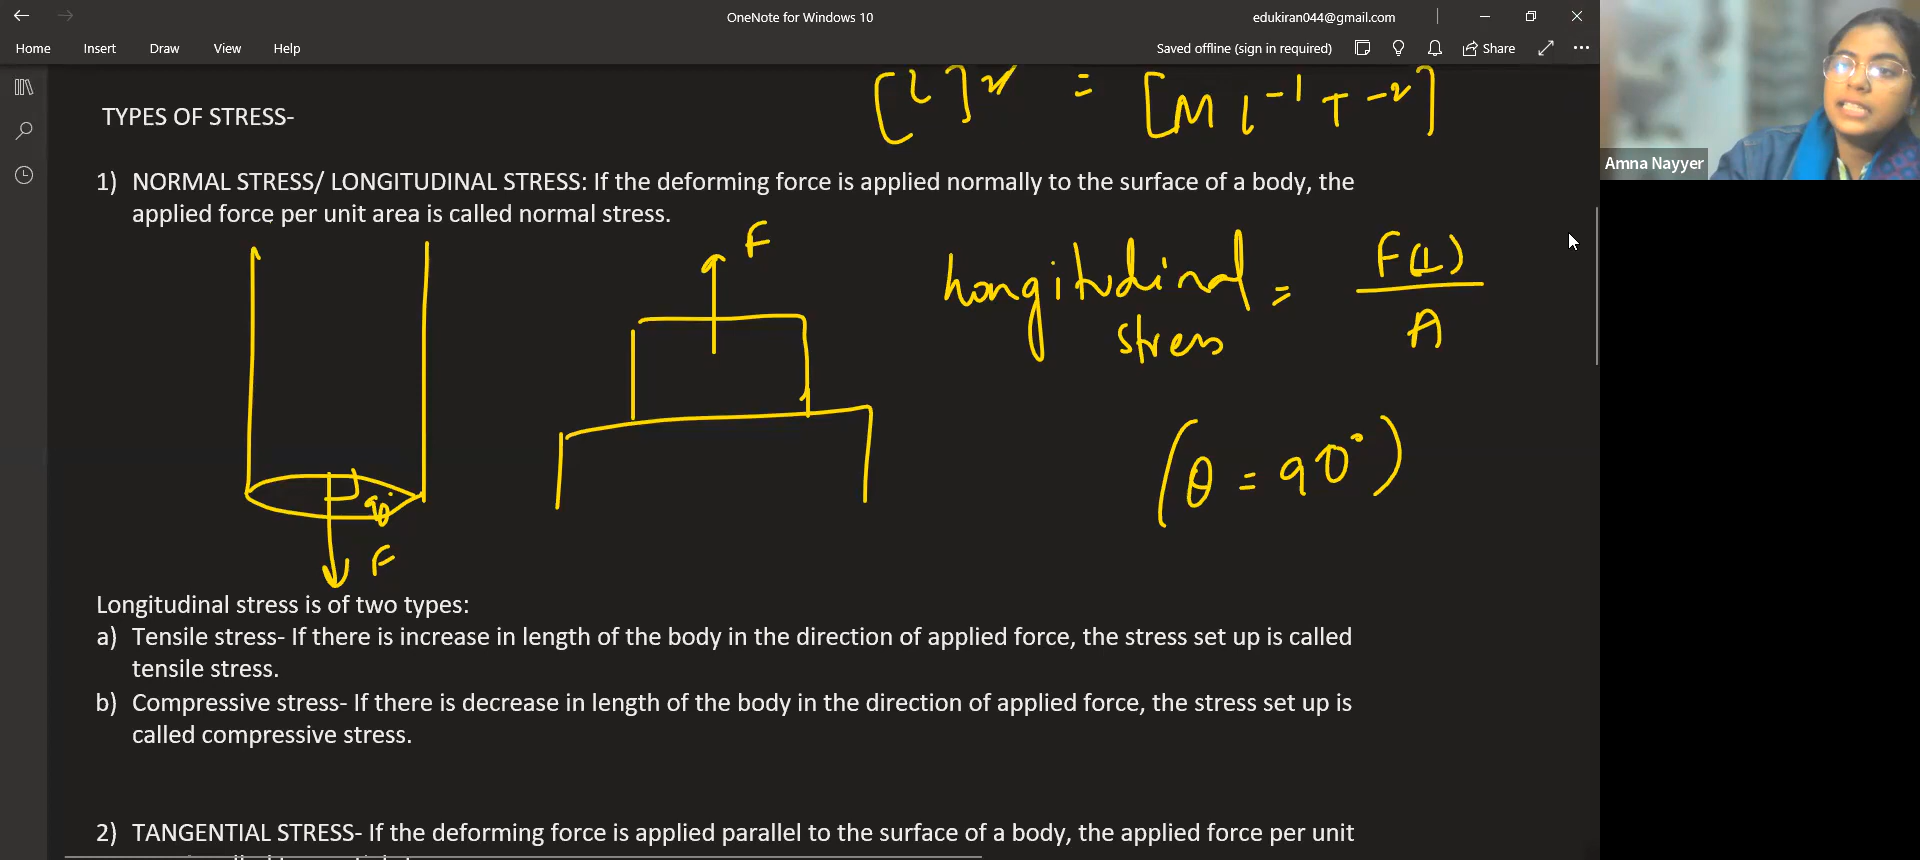 OneNote for Windows 10
edukiran044@gmail.com
Home Insert Draw View Help
Saved offline (sign in required) Share
[L]² = [M L⁻¹ T⁻²]
TYPES OF STRESS-
1) NORMAL STRESS/ LONGITUDINAL STRESS: If the deforming force is applied normally to the surface of a body, the
applied force per unit area is called normal stress.
F
Longitudinal stress = F(⊥)/A
(θ = 90°)
90°
F
Longitudinal stress is of two types:
a) Tensile stress- If there is increase in length of the body in the direction of applied force, the stress set up is called
tensile stress.
b) Compressive stress- If there is decrease in length of the body in the direction of applied force, the stress set up is
called compressive stress.
2) TANGENTIAL STRESS- If the deforming force is applied parallel to the surface of a body, the applied force per unit
Amna Nayyer